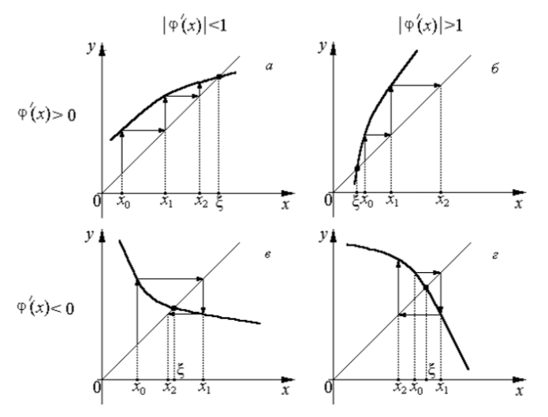 |φ′(x)|<1 |φ′(x)|>1
y а y б
φ′(x)> 0
0 x₀ x₁ x₂ ξ x 0 ξ x₀ x₁ x₂ x
y в y г
φ′(x)< 0
ξ ξ
0 x₀ x₂ x₁ x 0 x₂ x₀ x₁ x